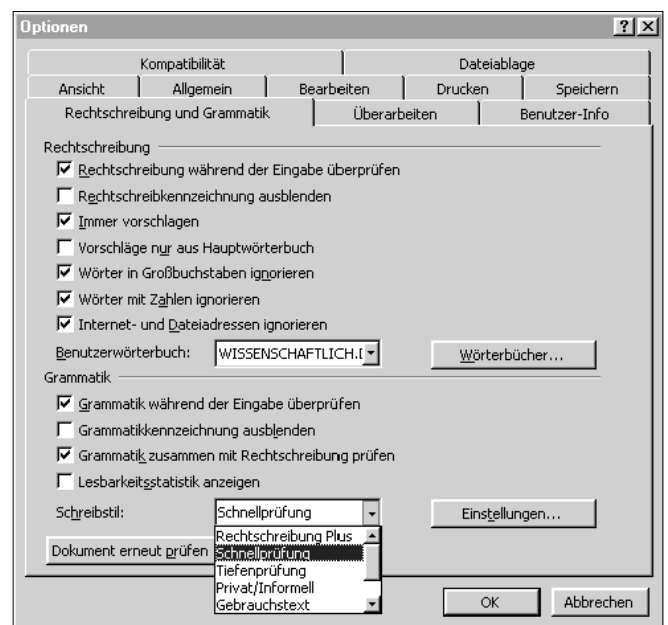 Optionen
Kompatibilität Dateiablage
Ansicht Allgemein Bearbeiten Drucken Speichern
Rechtschreibung und Grammatik Überarbeiten Benutzer-Info
Rechtschreibung
Rechtschreibung während der Eingabe überprüfen
Rechtschreibkennzeichnung ausblenden
Immer vorschlagen
Vorschläge nur aus Hauptwörterbuch
Wörter in Großbuchstaben ignorieren
Wörter mit Zahlen ignorieren
Internet- und Dateiadressen ignorieren
Benutzerwörterbuch: WISSENSCHAFTLICH.D Wörterbücher...
Grammatik
Grammatik während der Eingabe überprüfen
Grammatikkennzeichnung ausblenden
Grammatik zusammen mit Rechtschreibung prüfen
Lesbarkeitsstatistik anzeigen
Schreibstil: Schnellprüfung Einstellungen...
Rechtschreibung Plus
Dokument erneut prüfen Schnellprüfung
Tiefenprüfung
Privat/Informell
Gebrauchstext
OK Abbrechen